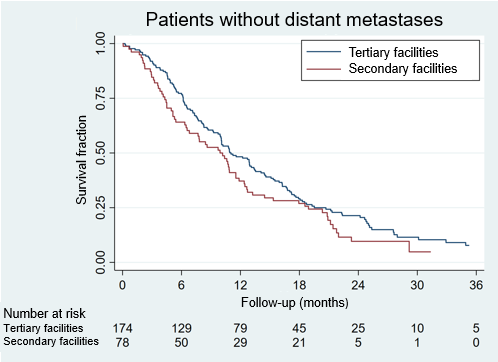 Patients without distant metastases
Tertiary facilities
Secondary facilities
1.00
0.75
0.50
0.25
0.00
Survival fraction
0 6 12 18 24 30 36
Follow-up (months)
Number at risk
Tertiary facilities 174 129 79 45 25 10 5
Secondary facilities 78 50 29 21 5 1 0